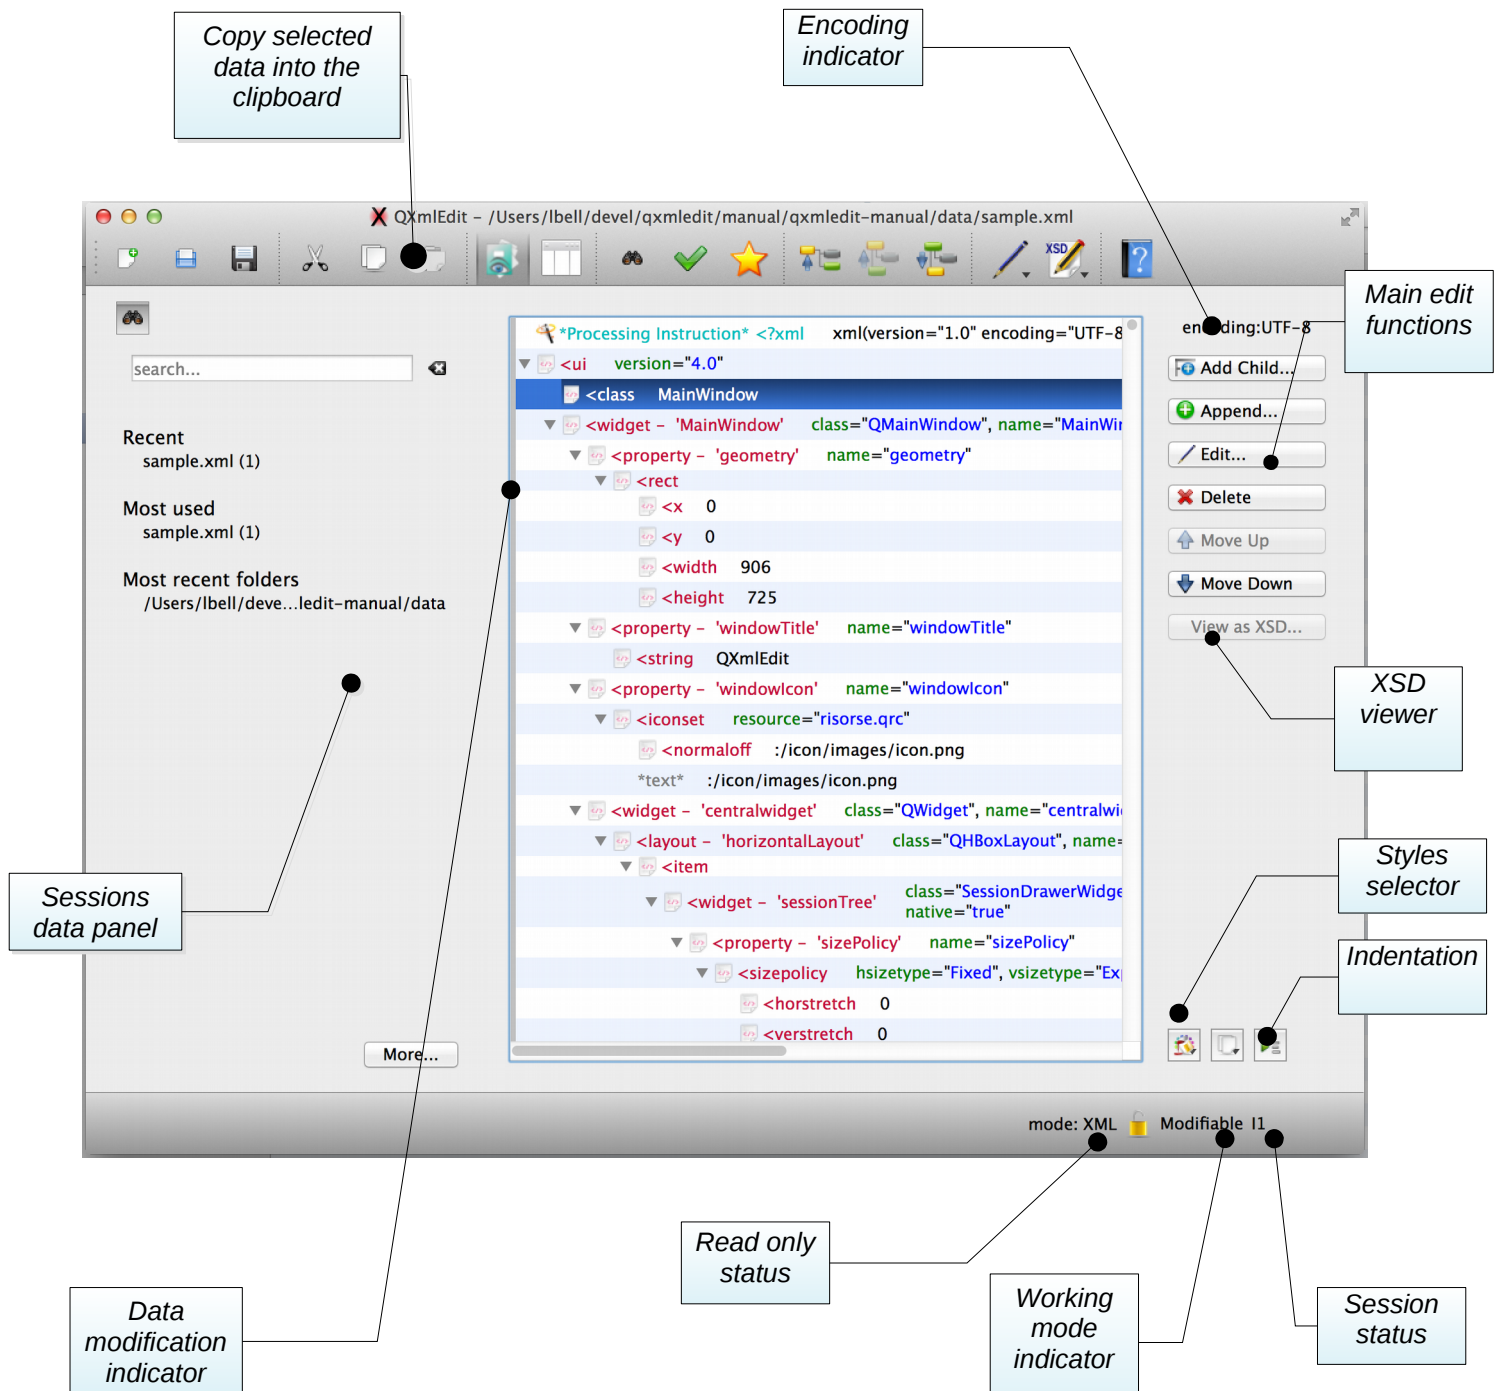 Copy selected
data into the
clipboard
Encoding
indicator
QXmlEdit – /Users/lbell/devel/qxmledit/manual/qxmledit-manual/data/sample.xml
XSD
?
Main edit
functions
search...
Recent
sample.xml (1)
Most used
sample.xml (1)
Most recent folders
/Users/lbell/deve...ledit-manual/data
More...
*Processing Instruction* <?xml xml(version="1.0" encoding="UTF-8
<ui version="4.0"
<class MainWindow
<widget – 'MainWindow' class="QMainWindow", name="MainWin
<property – 'geometry' name="geometry"
<rect
<x 0
<y 0
<width 906
<height 725
<property – 'windowTitle' name="windowTitle"
<string QXmlEdit
<property – 'windowIcon' name="windowIcon"
<iconset resource="risorse.qrc"
<normaloff :/icon/images/icon.png
*text* :/icon/images/icon.png
<widget – 'centralwidget' class="QWidget", name="centralwi
<layout – 'horizontalLayout' class="QHBoxLayout", name=
<item
<widget – 'sessionTree' class="SessionDrawerWidge
native="true"
<property – 'sizePolicy' name="sizePolicy"
<sizepolicy hsizetype="Fixed", vsizetype="Exp
<horstretch 0
<verstretch 0
encoding:UTF-8
Add Child...
Append...
Edit...
Delete
Move Up
Move Down
View as XSD...
XSD
viewer
Styles
selector
Indentation
Sessions
data panel
mode: XML Modifiable I1
Read only
status
Working
mode
indicator
Session
status
Data
modification
indicator